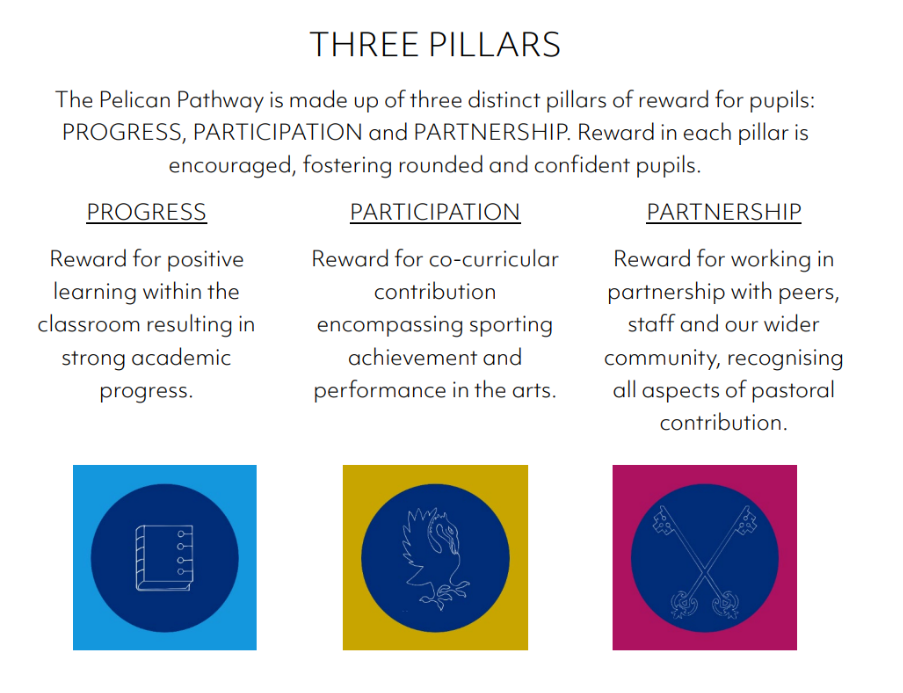 THREE PILLARS
The Pelican Pathway is made up of three distinct pillars of reward for pupils:
PROGRESS, PARTICIPATION and PARTNERSHIP. Reward in each pillar is
encouraged, fostering rounded and confident pupils.
PROGRESS
Reward for positive
learning within the
classroom resulting in
strong academic
progress.
PARTICIPATION
Reward for co-curricular
contribution
encompassing sporting
achievement and
performance in the arts.
PARTNERSHIP
Reward for working in
partnership with peers,
staff and our wider
community, recognising
all aspects of pastoral
contribution.